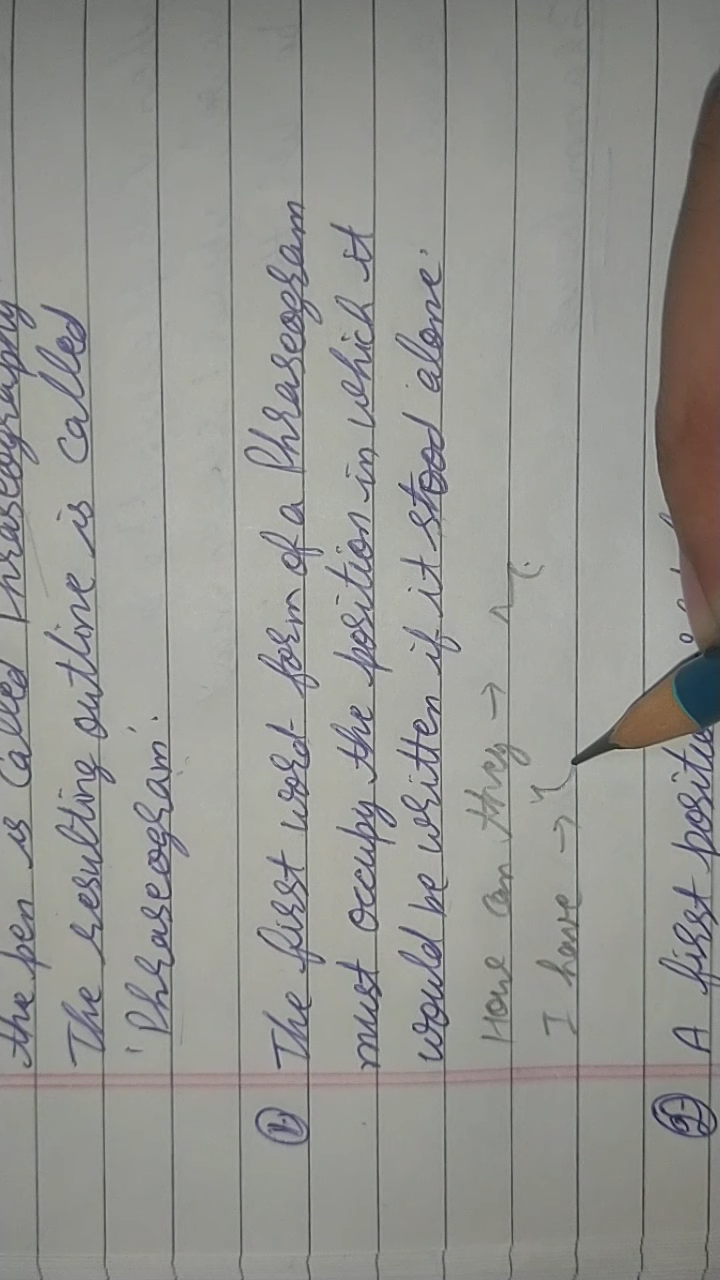 the pen is called Phraseography
The resulting outline is called
'Phraseogram'.
① The first word-form of a Phraseogram
must occupy the position in which it
would be written if it stood alone.
How can they →
I have →
② A first position